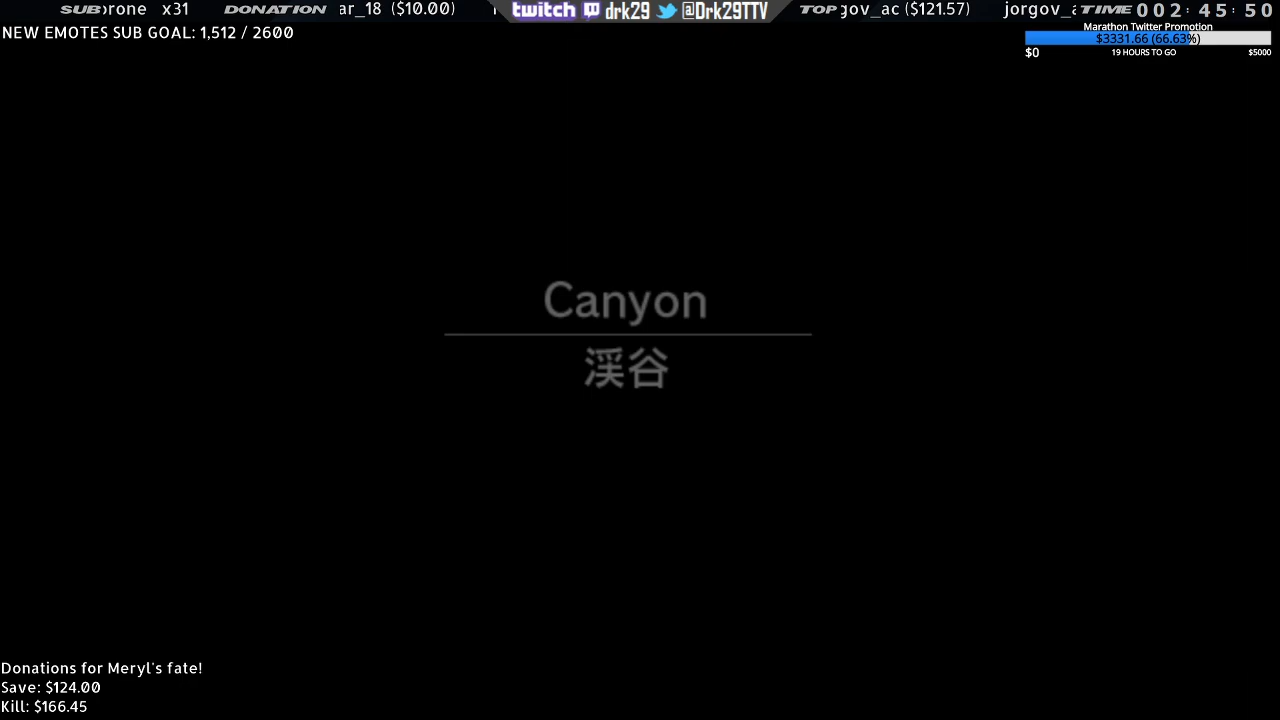 SUB rone x31 DONATION ar_18 ($10.00) twitch drk29 @Drk29TTV TOP gov_ac ($121.57) jorgov_ TIME 002:45:50
NEW EMOTES SUB GOAL: 1,512 / 2600
Marathon Twitter Promotion
$3331.66 (66.63%)
$0 19 HOURS TO GO $5000
Canyon
渓谷
Donations for Meryl's fate!
Save: $124.00
Kill: $166.45